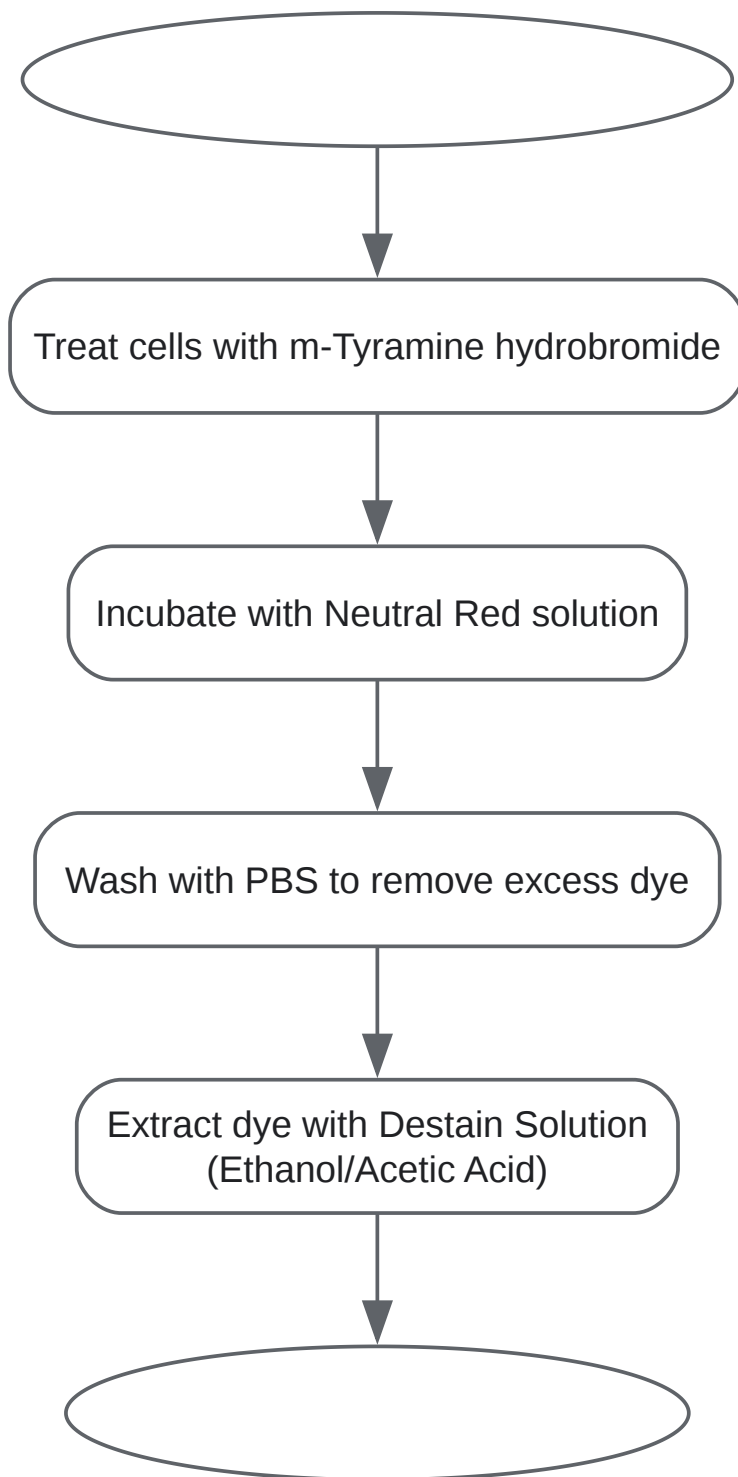 Treat cells with m-Tyramine hydrobromide
Incubate with Neutral Red solution
Wash with PBS to remove excess dye
Extract dye with Destain Solution
(Ethanol/Acetic Acid)